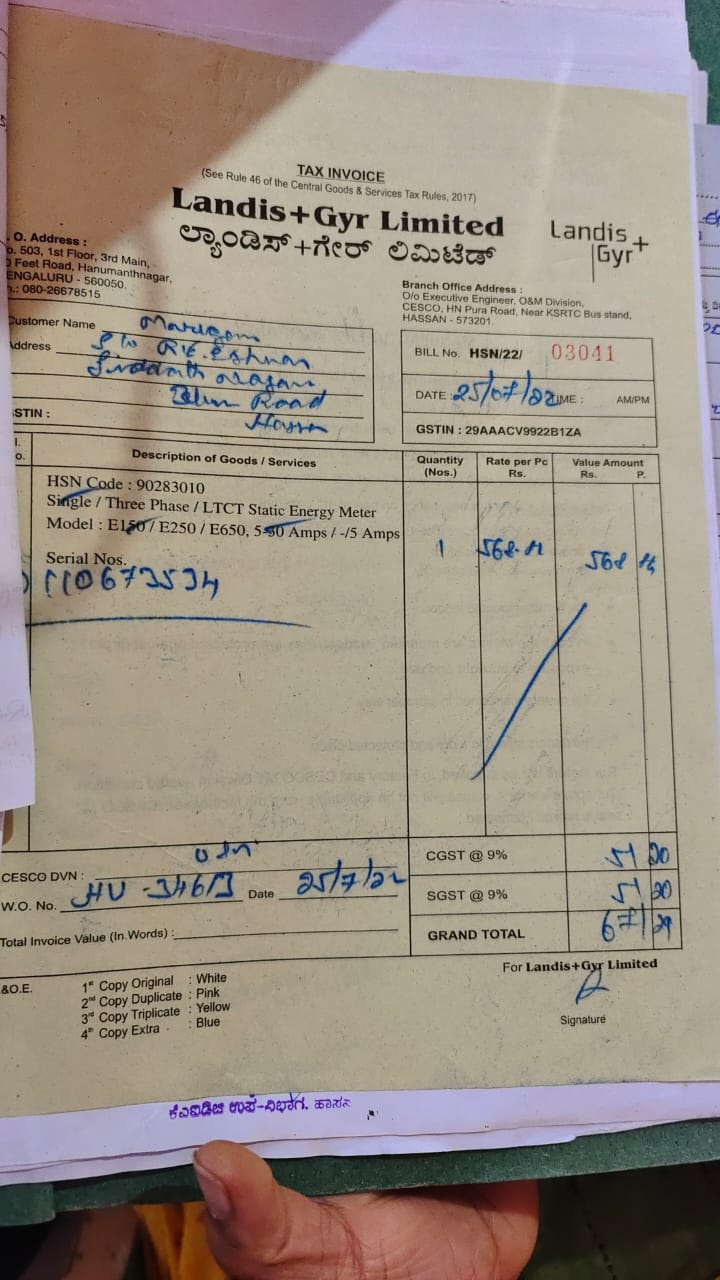 TAX INVOICE
(See Rule 46 of the Central Goods & Services Tax Rules, 2017)
Landis+Gyr Limited
ಲ್ಯಾಂಡಿಸ್+ಗೇರ್ ಲಿಮಿಟೆಡ್
Landis+
Gyr
. O. Address :
o. 503, 1st Floor, 3rd Main,
Feet Road, Hanumanthnagar,
ENGALURU - 560050.
.: 080-26678515
Branch Office Address :
O/o Executive Engineer, O&M Division,
CESCO, HN Pura Road, Near KSRTC Bus stand,
HASSAN - 573201.
Customer Name
Address S/o
Road
Hassan
GSTIN :
BILL No. HSN/22/ 03041
DATE : 25/07/22 TIME : AM/PM
GSTIN : 29AAACV9922B1ZA
Description of Goods / Services Quantity (Nos.) Rate per Pc Rs. Value Amount Rs. P.
HSN Code : 90283010
Single / Three Phase / LTCT Static Energy Meter
Model : E150 / E250 / E650, 5-30 Amps / -/5 Amps
1 568 568
Serial Nos.
110673534
CGST @ 9% 51 20
CESCO DVN :
W.O. No. Date 25/7/22
SGST @ 9% 51 20
Total Invoice Value (In Words) :
GRAND TOTAL 671
&O.E.
1st Copy Original : White
2nd Copy Duplicate : Pink
3rd Copy Triplicate : Yellow
4th Copy Extra : Blue
For Landis+Gyr Limited
Signature
ಉಪ-ವಿಭಾಗ. ಹಾಸನ